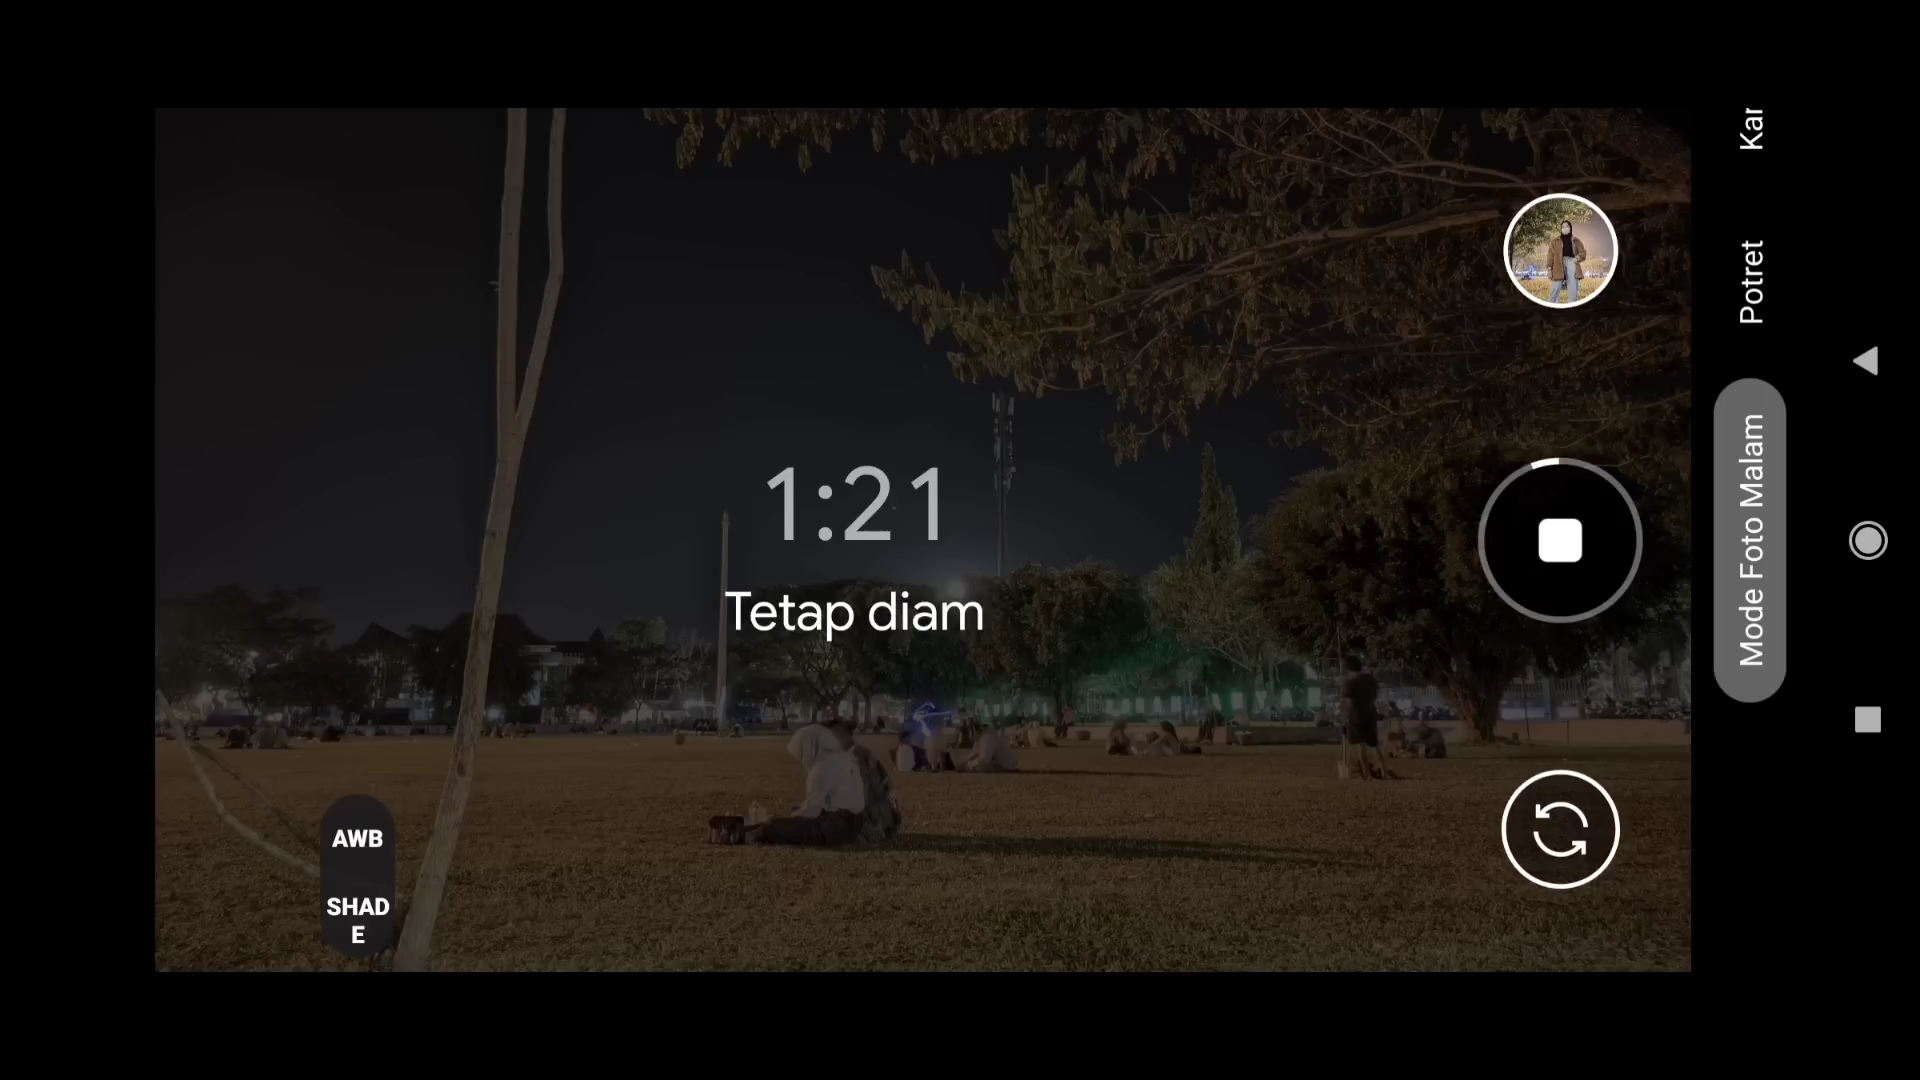 1:21
Tetap diam
AWB
SHAD
E
Kar
Potret
Mode Foto Malam